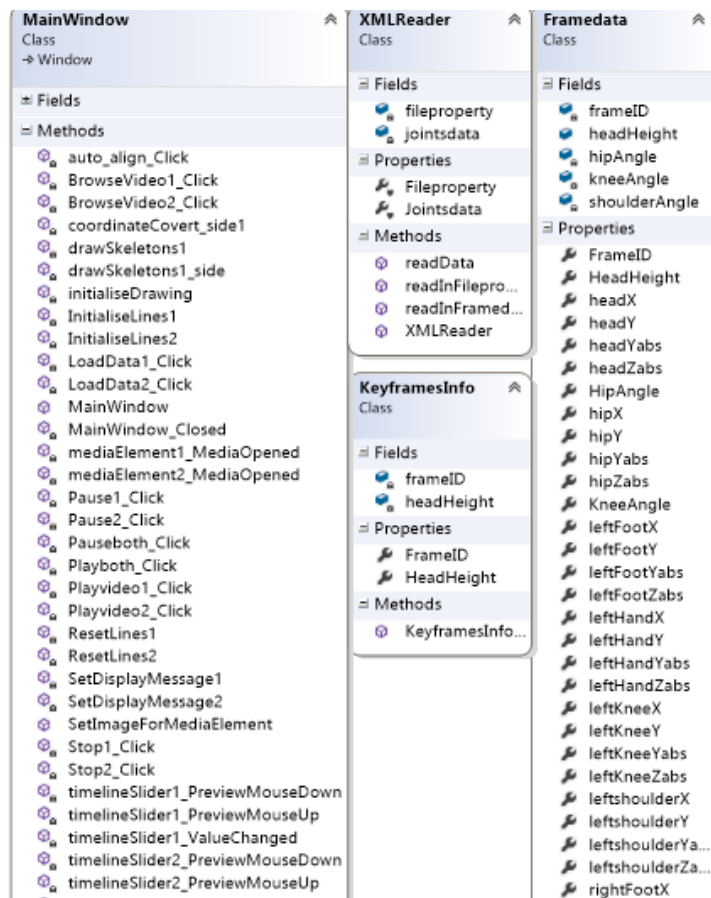 MainWindow
Class
Window
Fields
Methods
auto_align_Click
BrowseVideo1_Click
BrowseVideo2_Click
coordinateCovert_side1
drawSkeletons1
drawSkeletons1_side
initialiseDrawing
InitialiseLines1
InitialiseLines2
LoadData1_Click
LoadData2_Click
MainWindow
MainWindow_Closed
mediaElement1_MediaOpened
mediaElement2_MediaOpened
Pause1_Click
Pause2_Click
Pauseboth_Click
Playboth_Click
Playvideo1_Click
Playvideo2_Click
ResetLines1
ResetLines2
SetDisplayMessage1
SetDisplayMessage2
SetImageForMediaElement
Stop1_Click
Stop2_Click
timelineSlider1_PreviewMouseDown
timelineSlider1_PreviewMouseUp
timelineSlider1_ValueChanged
timelineSlider2_PreviewMouseDown
timelineSlider2_PreviewMouseUp
XMLReader
Class
Fields
fileproperty
jointsdata
Properties
Fileproperty
Jointsdata
Methods
readData
readInFilepro...
readInFramed...
XMLReader
KeyframesInfo
Class
Fields
frameID
headHeight
Properties
FrameID
HeadHeight
Methods
KeyframesInfo...
Framedata
Class
Fields
frameID
headHeight
hipAngle
kneeAngle
shoulderAngle
Properties
FrameID
HeadHeight
headX
headY
headYabs
headZabs
HipAngle
hipX
hipY
hipYabs
hipZabs
KneeAngle
leftFootX
leftFootY
leftFootYabs
leftFootZabs
leftHandX
leftHandY
leftHandYabs
leftHandZabs
leftKneeX
leftKneeY
leftKneeYabs
leftKneeZabs
leftshoulderX
leftshoulderY
leftshoulderYa...
leftshoulderZa...
rightFootX